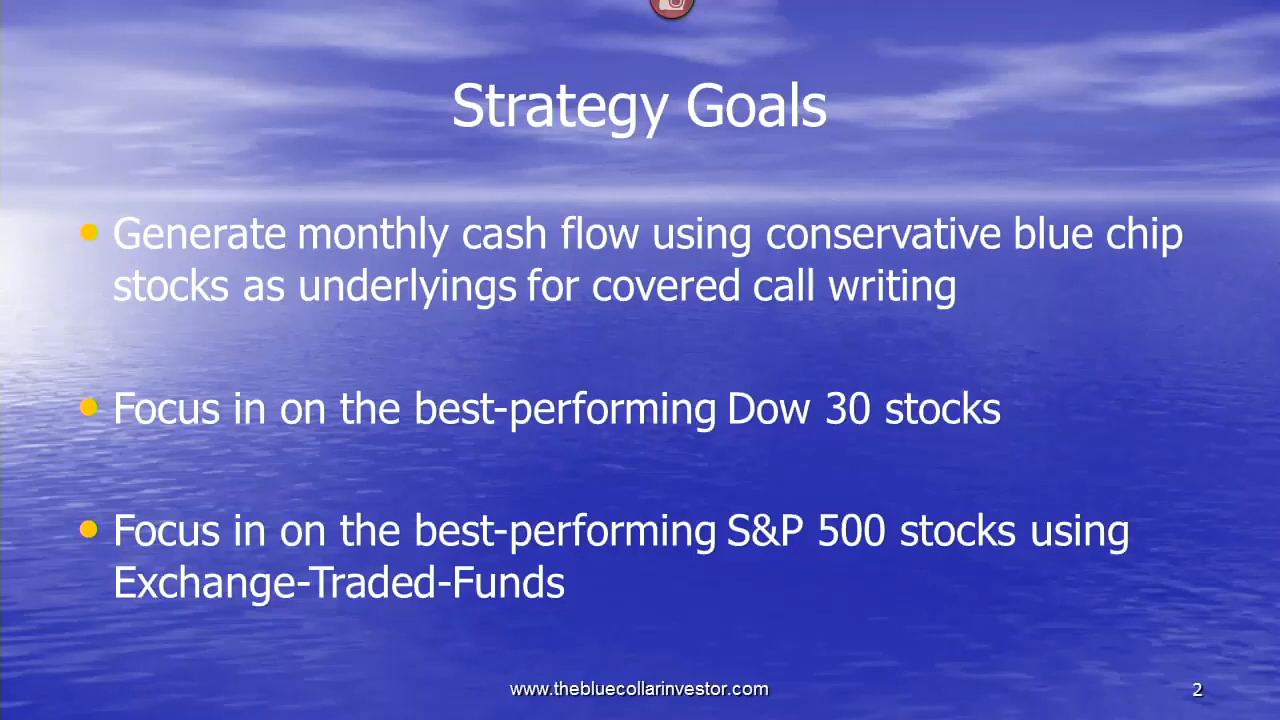 Strategy Goals
Generate monthly cash flow using conservative blue chip
stocks as underlyings for covered call writing
Focus in on the best-performing Dow 30 stocks
Focus in on the best-performing S&P 500 stocks using
Exchange-Traded-Funds
www.thebluecollarinvestor.com
2